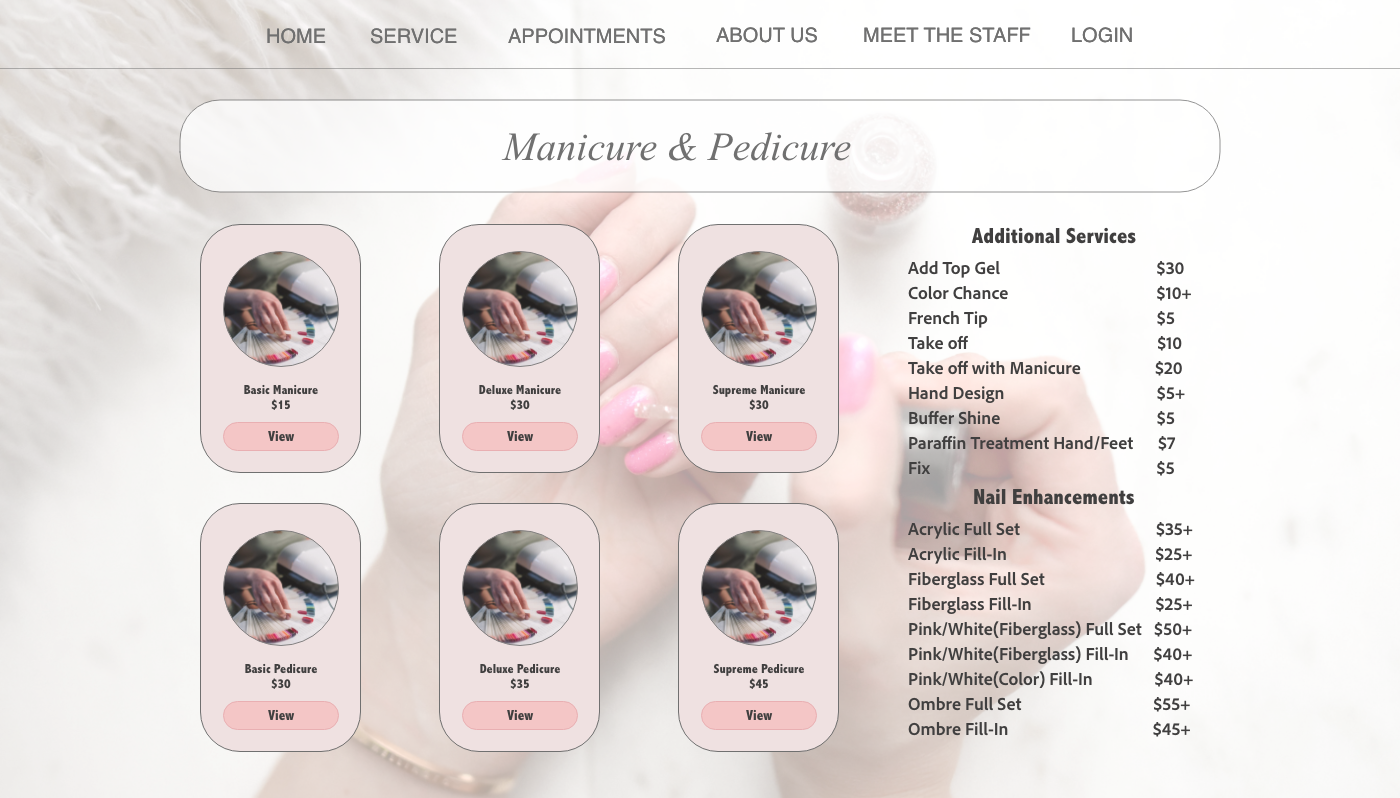 HOME SERVICE APPOINTMENTS ABOUT US MEET THE STAFF LOGIN
Manicure & Pedicure
Basic Manicure
$15
View
Deluxe Manicure
$30
View
Supreme Manicure
$30
View
Basic Pedicure
$30
View
Deluxe Pedicure
$35
View
Supreme Pedicure
$45
View
Additional Services
Add Top Gel $30
Color Chance $10+
French Tip $5
Take off $10
Take off with Manicure $20
Hand Design $5+
Buffer Shine $5
Paraffin Treatment Hand/Feet $7
Fix $5
Nail Enhancements
Acrylic Full Set $35+
Acrylic Fill-In $25+
Fiberglass Full Set $40+
Fiberglass Fill-In $25+
Pink/White(Fiberglass) Full Set $50+
Pink/White(Fiberglass) Fill-In $40+
Pink/White(Color) Fill-In $40+
Ombre Full Set $55+
Ombre Fill-In $45+